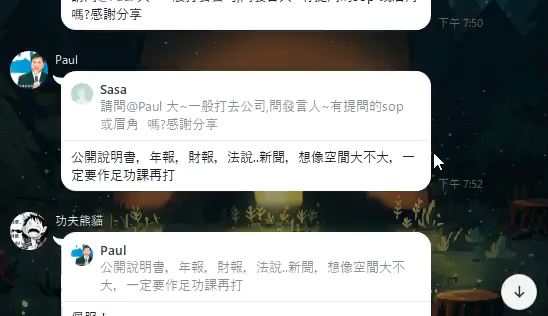 嗎?感謝分享
下午 7:50
Paul
Sasa
請問@Paul 大~一般打去公司,問發言人~有提問的sop
或眉角 嗎?感謝分享
公開說明書，年報，財報，法說..新聞，想像空間大不大，一
定要作足功課再打
下午 7:52
功夫熊貓
Paul
公開說明書，年報，財報，法說..新聞，想像空間大不
大，一定要作足功課再打